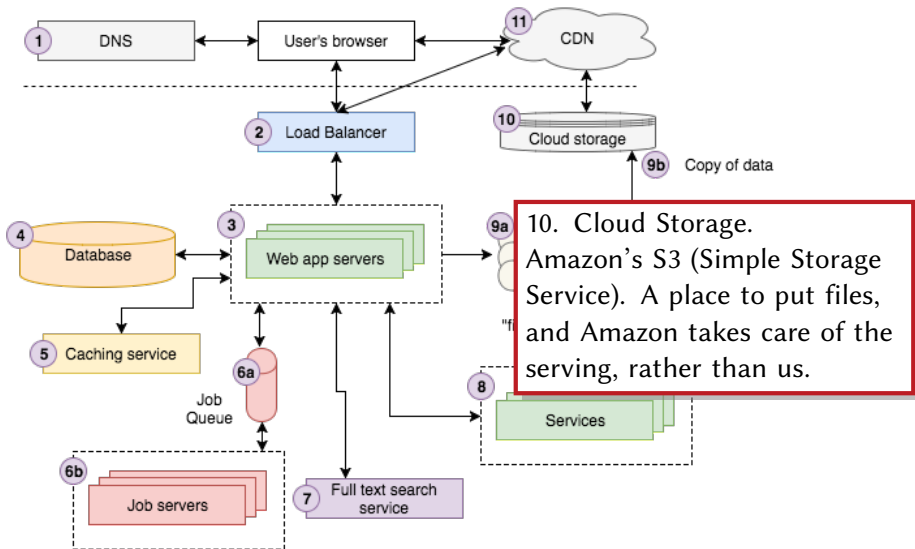 1
DNS
User's browser
11
CDN
2
Load Balancer
10
Cloud storage
9b
Copy of data
3
Web app servers
4
Database
9a
10. Cloud Storage.
Amazon's S3 (Simple Storage
Service). A place to put files,
and Amazon takes care of the
serving, rather than us.
5
Caching service
6a
Job
Queue
8
Services
6b
Job servers
7
Full text search
service